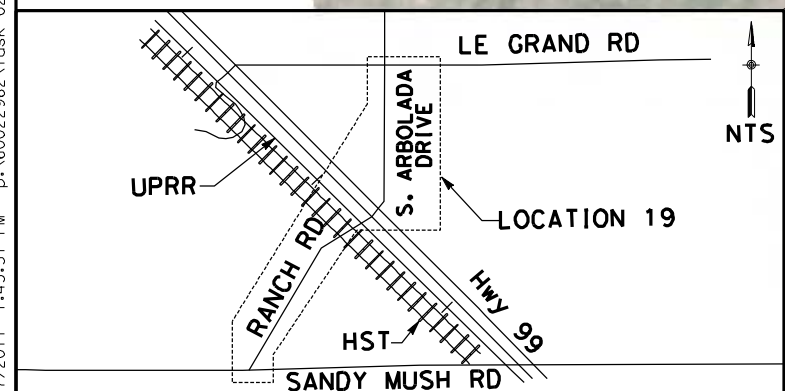 LE GRAND RD
NTS
S. ARBOLADA
DRIVE
UPRR
LOCATION 19
RANCH RD
Hwy 99
HST
SANDY MUSH RD